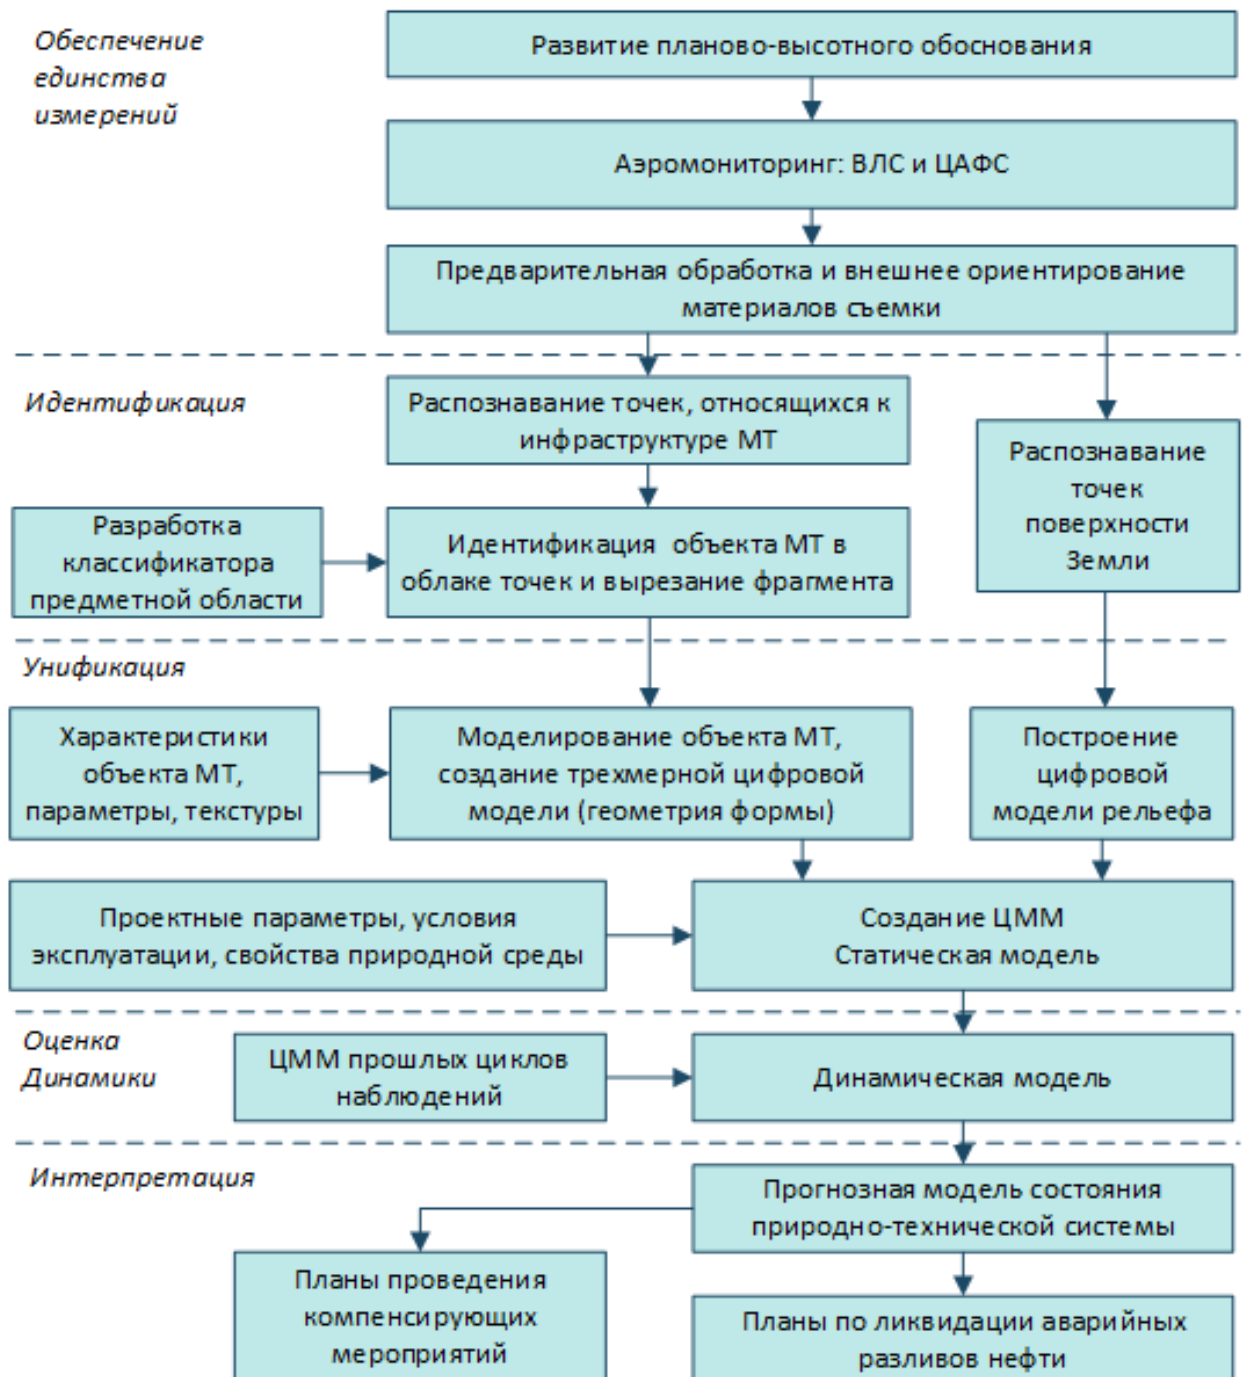 Обеспечение
единства
измерений
Развитие планово-высотного обоснования
Аэромониторинг: ВЛС и ЦАФС
Предварительная обработка и внешнее ориентирование
материалов съемки
Идентификация
Распознавание точек, относящихся к
инфраструктуре МТ
Распознавание
точек
поверхности
Земли
Разработка
классификатора
предметной области
Идентификация объекта МТ в
облаке точек и вырезание фрагмента
Унификация
Характеристики
объекта МТ,
параметры, текстуры
Моделирование объекта МТ,
создание трехмерной цифровой
модели (геометрия формы)
Построение
цифровой
модели рельефа
Проектные параметры, условия
эксплуатации, свойства природной среды
Создание ЦММ
Статическая модель
Оценка
Динамики
ЦММ прошлых циклов
наблюдений
Динамическая модель
Интерпретация
Прогнозная модель состояния
природно-технической системы
Планы проведения
компенсирующих
мероприятий
Планы по ликвидации аварийных
разливов нефти